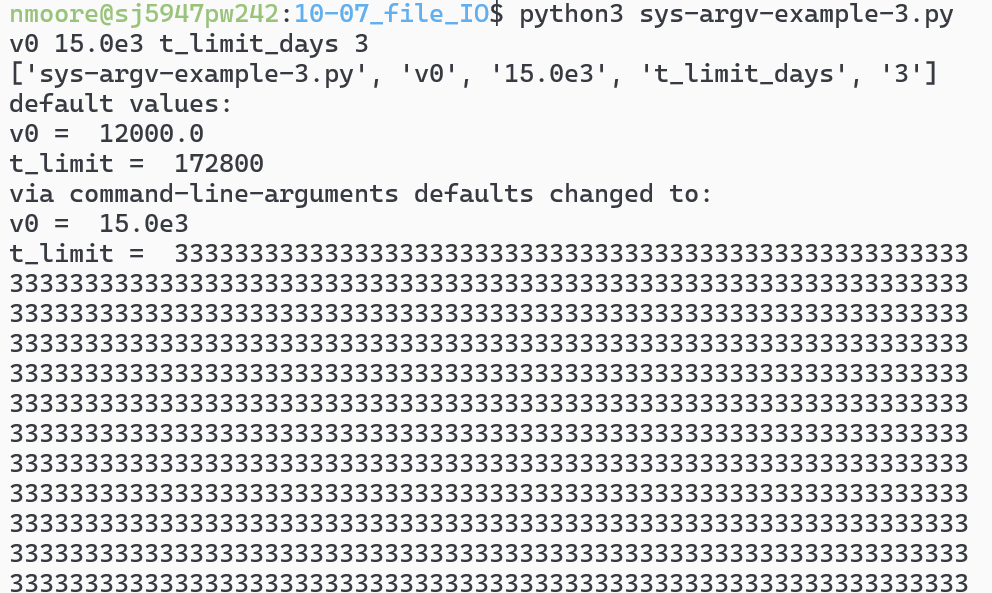 nmoore@sj5947pw242:10-07_file_IO$ python3 sys-argv-example-3.py
v0 15.0e3 t_limit_days 3
['sys-argv-example-3.py', 'v0', '15.0e3', 't_limit_days', '3']
default values:
v0 =  12000.0
t_limit =  172800
via command-line-arguments defaults changed to:
v0 =  15.0e3
t_limit =  33333333333333333333333333333333333333333333333333333
3333333333333333333333333333333333333333333333333333333333333333
3333333333333333333333333333333333333333333333333333333333333333
3333333333333333333333333333333333333333333333333333333333333333
3333333333333333333333333333333333333333333333333333333333333333
3333333333333333333333333333333333333333333333333333333333333333
3333333333333333333333333333333333333333333333333333333333333333
3333333333333333333333333333333333333333333333333333333333333333
3333333333333333333333333333333333333333333333333333333333333333
3333333333333333333333333333333333333333333333333333333333333333
3333333333333333333333333333333333333333333333333333333333333333
3333333333333333333333333333333333333333333333333333333333333333